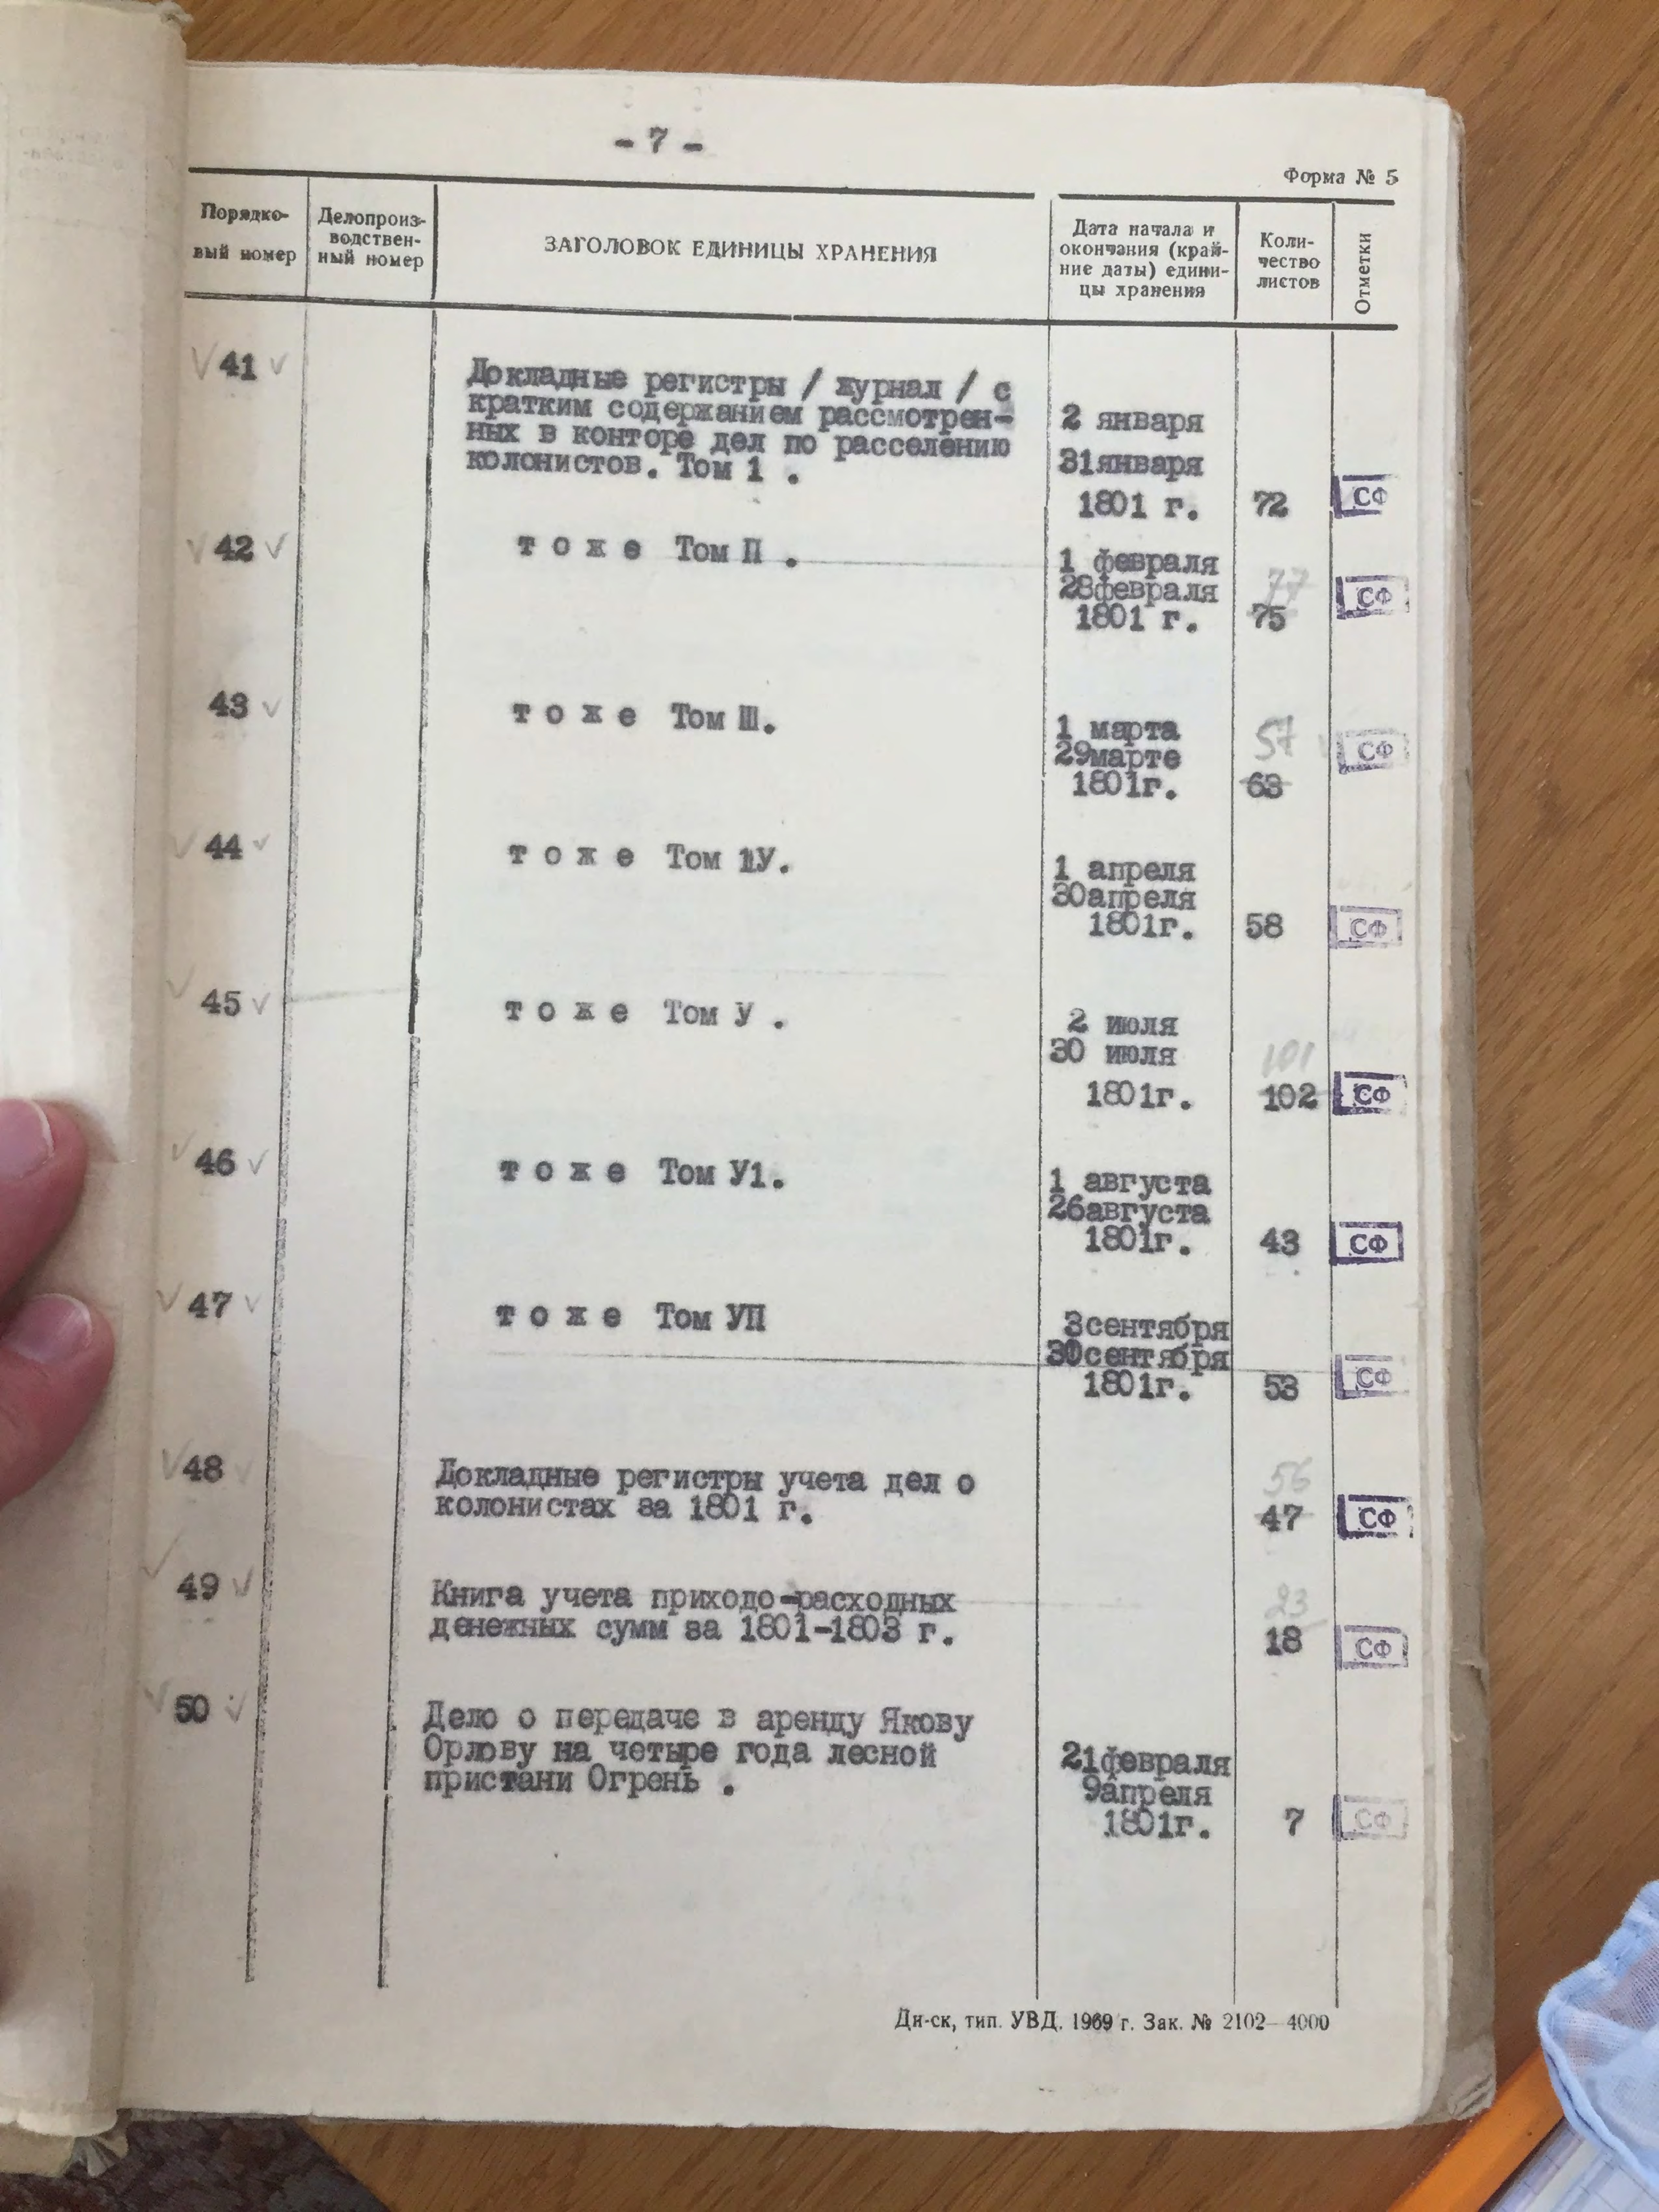 - 7 -
Форма № 5
Порядко-
вый номер
Делопроиз-
водствен-
ный номер
ЗАГОЛОВОК ЕДИНИЦЫ ХРАНЕНИЯ
Дата начала и
окончания (край-
ние даты) едини-
цы хранения
Коли-
чество
листов
Отметки
41
Докладные регистры / журнал / с
кратким содержанием рассмотрен-
ных в конторе дел по расселению
колонистов. Том 1 .
2 января
31января
1801 г.
72
СФ
42
т о ж е Том П .
1 февраля
28февраля
1801 г.
77
75
СФ
43
т о ж е Том Ш.
1 марта
29марте
1801г.
57
63
СФ
44
т о ж е Том 1У.
1 апреля
30апреля
1801г.
58
СФ
45
т о ж е Том У .
2 июля
30 июля
1801г.
101
102
СФ
46
т о ж е Том У1.
1 августа
26августа
1801г.
43
СФ
47
т о ж е Том УП
3сентября
30сентября
1801г.
53
СФ
48
Докладные регистры учета дел о
колонистах за 1801 г.
56
47
СФ
49
Книга учета приходо-расходных
денежных сумм за 1801-1803 г.
23
18
СФ
50
Дело о передаче в аренду Якову
Орлову на четыре года лесной
пристани Огрень .
21февраля
9апреля
1801г.
7
СФ
Дн-ск, тип. УВД. 1969 г. Зак. № 2102—4000